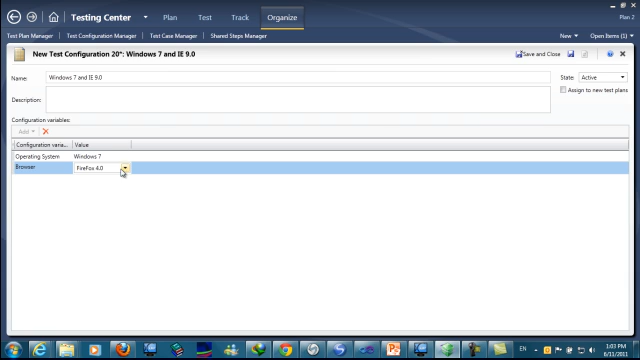 Testing Center
Plan
Test
Track
Organize
Plan 2
Test Plan Manager | Test Configuration Manager | Test Case Manager | Shared Steps Manager
New
Open Items (1)
New Test Configuration 20*: Windows 7 and IE 9.0
Save and Close
Name:
Windows 7 and IE 9.0
State:
Active
Assign to new test plans
Description:
Configuration variables:
Add
Configuration varia...
Value
Operating System
Windows 7
Browser
FireFox 4.0
EN
1:03 PM
8/11/2011